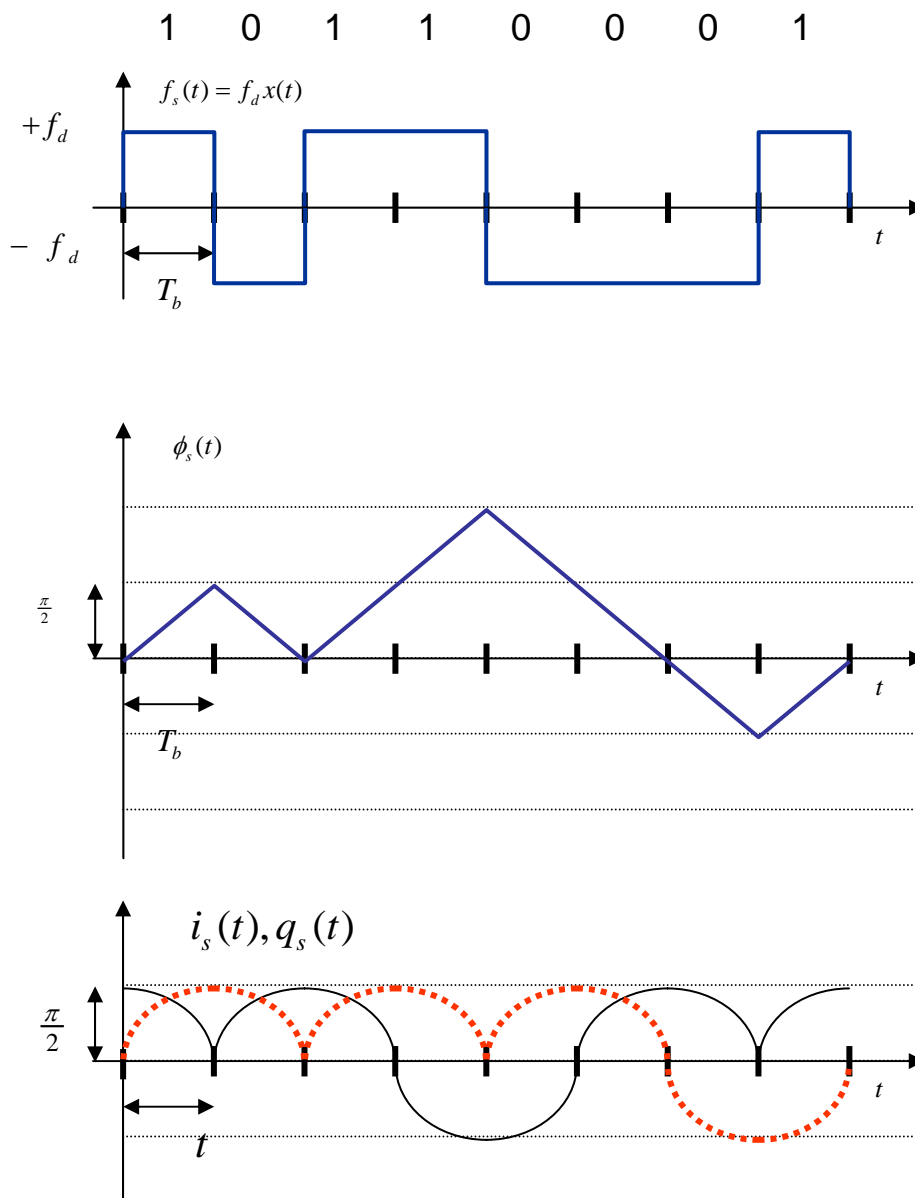 1 0 1 1 0 0 0 1
f_s(t) = f_d x(t)
+f_d
− f_d
t
T_b
ϕ_s(t)
π/2
t
T_b
i_s(t), q_s(t)
π/2
t
t